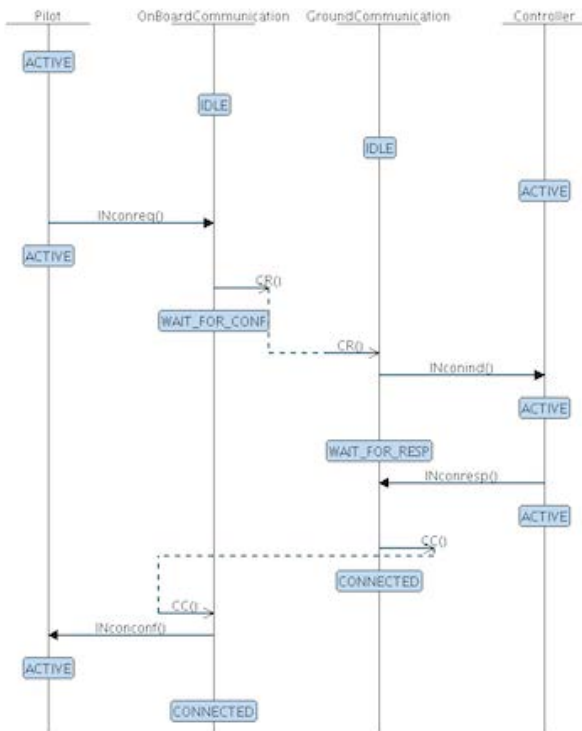 Pilot OnBoardCommunication GroundCommunication Controller
ACTIVE
IDLE
IDLE
ACTIVE
INconreq()
ACTIVE
CR()
WAIT_FOR_CONF
CR()
INconind()
ACTIVE
WAIT_FOR_RESP
INconresp()
ACTIVE
CC()
CONNECTED
CC()
INconconf()
ACTIVE
CONNECTED